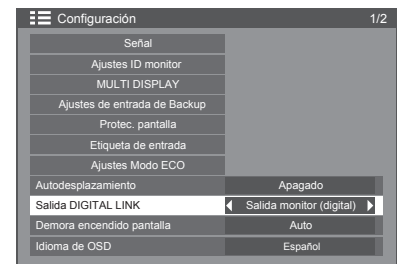 Configuración 1/2
Señal
Ajustes ID monitor
MULTI DISPLAY
Ajustes de entrada de Backup
Protec. pantalla
Etiqueta de entrada
Ajustes Modo ECO
Autodesplazamiento Apagado
Salida DIGITAL LINK Salida monitor (digital)
Demora encendido pantalla Auto
Idioma de OSD Español